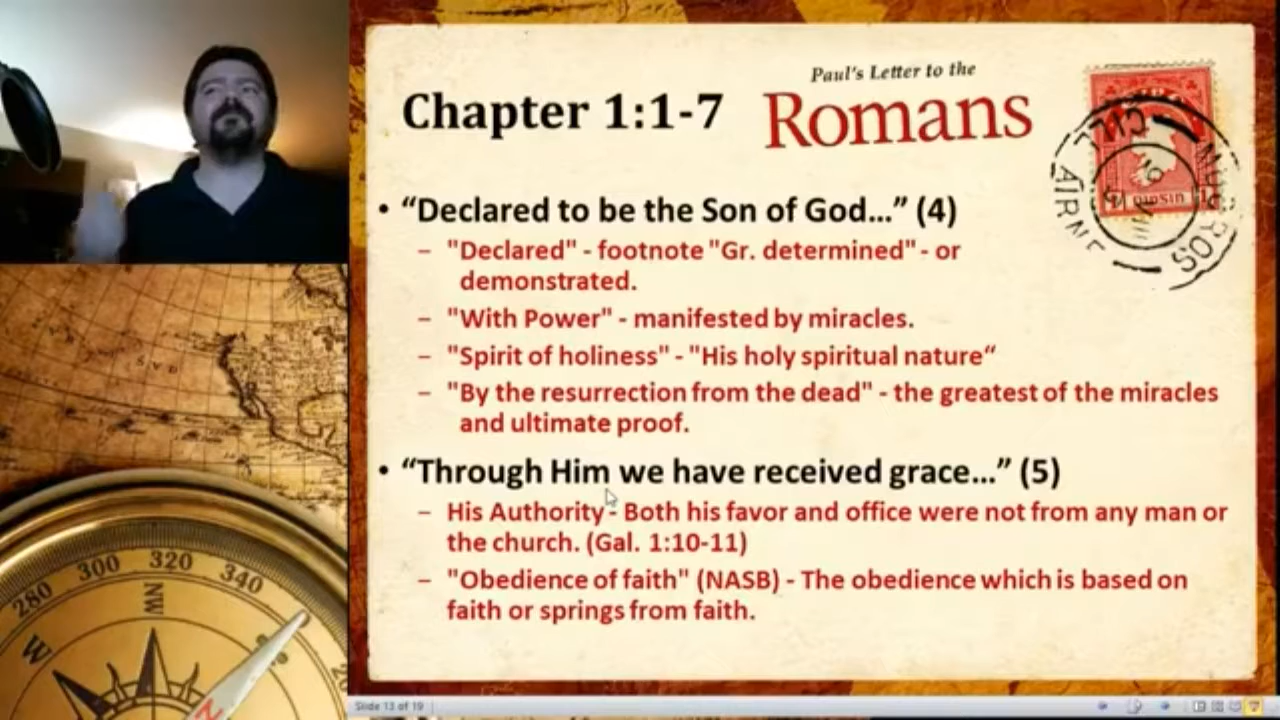 Paul's Letter to the
Chapter 1:1-7
Romans
• “Declared to be the Son of God…” (4)
– "Declared" - footnote "Gr. determined" - or
demonstrated.
– "With Power" - manifested by miracles.
– "Spirit of holiness" - "His holy spiritual nature“
– "By the resurrection from the dead" - the greatest of the miracles
and ultimate proof.
• “Through Him we have received grace…” (5)
– His Authority - Both his favor and office were not from any man or
the church. (Gal. 1:10-11)
– "Obedience of faith" (NASB) - The obedience which is based on
faith or springs from faith.
280 300 320 340
W NW
N
Slide 13 of 19